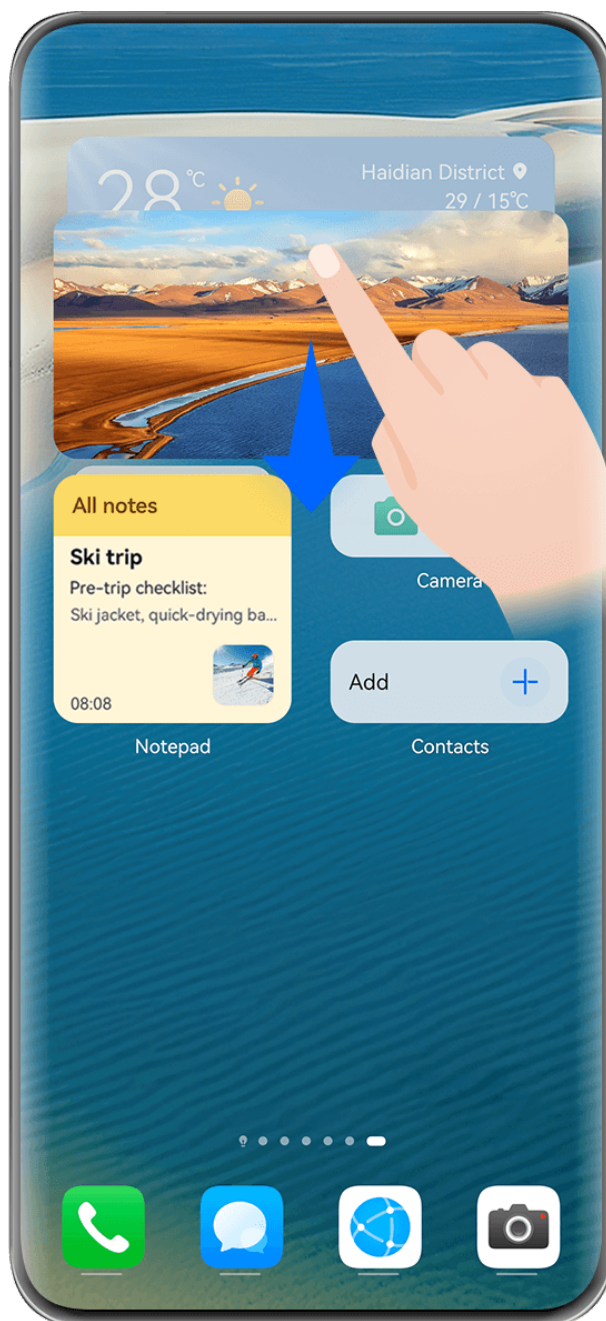 28°C
Haidian District
29 / 15°C
All notes
Ski trip
Pre-trip checklist:
Ski jacket, quick-drying ba...
08:08
Notepad
Camera
Add
Contacts